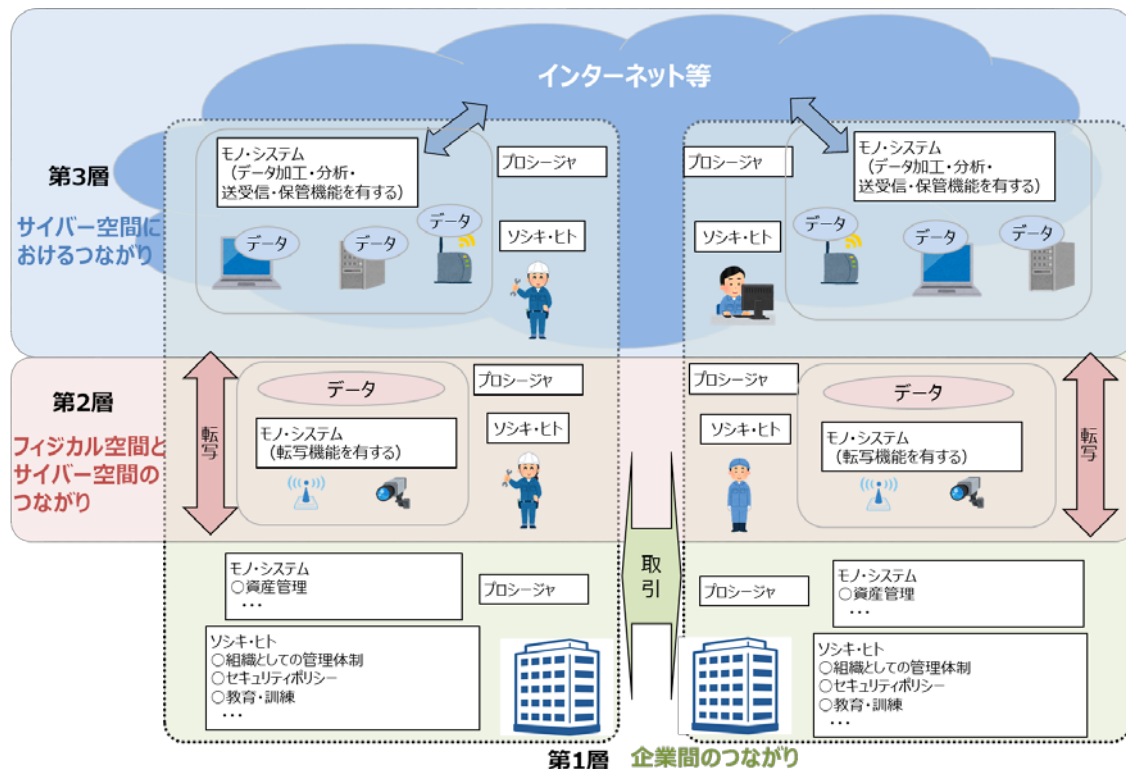 インターネット等
第3層
サイバー空間に
おけるつながり
モノ・システム
（データ加工・分析・
送受信・保管機能を有する）
プロシージャ
データ
データ
データ
ソシキ・ヒト
プロシージャ
モノ・システム
（データ加工・分析・
送受信・保管機能を有する）
ソシキ・ヒト
データ
データ
データ
第2層
フィジカル空間と
サイバー空間の
つながり
転写
データ
モノ・システム
（転写機能を有する）
プロシージャ
ソシキ・ヒト
プロシージャ
ソシキ・ヒト
データ
モノ・システム
（転写機能を有する）
転写
取引
モノ・システム
○資産管理
・・・
プロシージャ
ソシキ・ヒト
○組織としての管理体制
○セキュリティポリシー
○教育・訓練
・・・
プロシージャ
モノ・システム
○資産管理
・・・
ソシキ・ヒト
○組織としての管理体制
○セキュリティポリシー
○教育・訓練
・・・
第1層 企業間のつながり